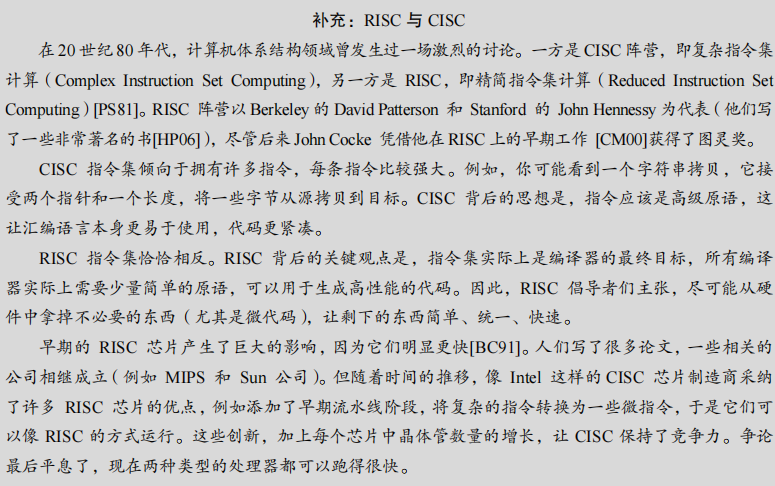 补充：RISC 与 CISC
在 20 世纪 80 年代，计算机体系结构领域曾发生过一场激烈的讨论。一方是 CISC 阵营，即复杂指令集
计算（Complex Instruction Set Computing），另一方是 RISC，即精简指令集计算（Reduced Instruction Set
Computing）[PS81]。RISC 阵营以 Berkeley 的 David Patterson 和 Stanford 的 John Hennessy 为代表（他们写
了一些非常著名的书[HP06]），尽管后来 John Cocke 凭借他在 RISC 上的早期工作 [CM00]获得了图灵奖。
CISC 指令集倾向于拥有许多指令，每条指令比较强大。例如，你可能看到一个字符串拷贝，它接
受两个指针和一个长度，将一些字节从源拷贝到目标。CISC 背后的思想是，指令应该是高级原语，这
让汇编语言本身更易于使用，代码更紧凑。
RISC 指令集恰恰相反。RISC 背后的关键观点是，指令集实际上是编译器的最终目标，所有编译
器实际上需要少量简单的原语，可以用于生成高性能的代码。因此，RISC 倡导者们主张，尽可能从硬
件中拿掉不必要的东西（尤其是微代码），让剩下的东西简单、统一、快速。
早期的 RISC 芯片产生了巨大的影响，因为它们明显更快[BC91]。人们写了很多论文，一些相关的
公司相继成立（例如 MIPS 和 Sun 公司）。但随着时间的推移，像 Intel 这样的 CISC 芯片制造商采纳
了许多 RISC 芯片的优点，例如添加了早期流水线阶段，将复杂的指令转换为一些微指令，于是它们可
以像 RISC 的方式运行。这些创新，加上每个芯片中晶体管数量的增长，让 CISC 保持了竞争力。争论
最后平息了，现在两种类型的处理器都可以跑得很快。